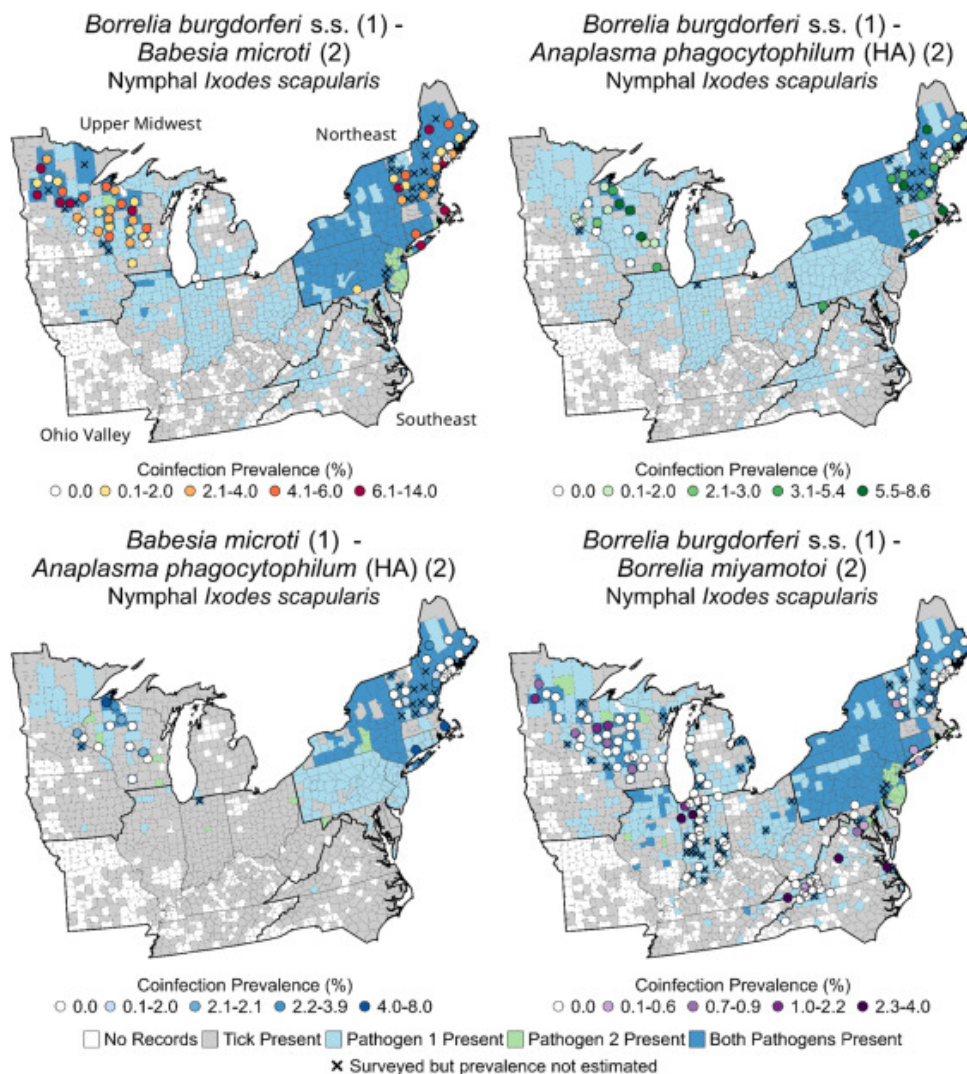 Borrelia burgdorferi s.s. (1) -
Babesia microti (2)
Nymphal Ixodes scapularis
Upper Midwest
Northeast
Ohio Valley
Southeast
Coinfection Prevalence (%)
0.0 0.1-2.0 2.1-4.0 4.1-6.0 6.1-14.0
Borrelia burgdorferi s.s. (1) -
Anaplasma phagocytophilum (HA) (2)
Nymphal Ixodes scapularis
Coinfection Prevalence (%)
0.0 0.1-2.0 2.1-3.0 3.1-5.4 5.5-8.6
Babesia microti (1) -
Anaplasma phagocytophilum (HA) (2)
Nymphal Ixodes scapularis
Coinfection Prevalence (%)
0.0 0.1-2.0 2.1-2.1 2.2-3.9 4.0-8.0
Borrelia burgdorferi s.s. (1) -
Borrelia miyamotoi (2)
Nymphal Ixodes scapularis
Coinfection Prevalence (%)
0.0 0.1-0.6 0.7-0.9 1.0-2.2 2.3-4.0
No Records Tick Present Pathogen 1 Present Pathogen 2 Present Both Pathogens Present
Surveyed but prevalence not estimated